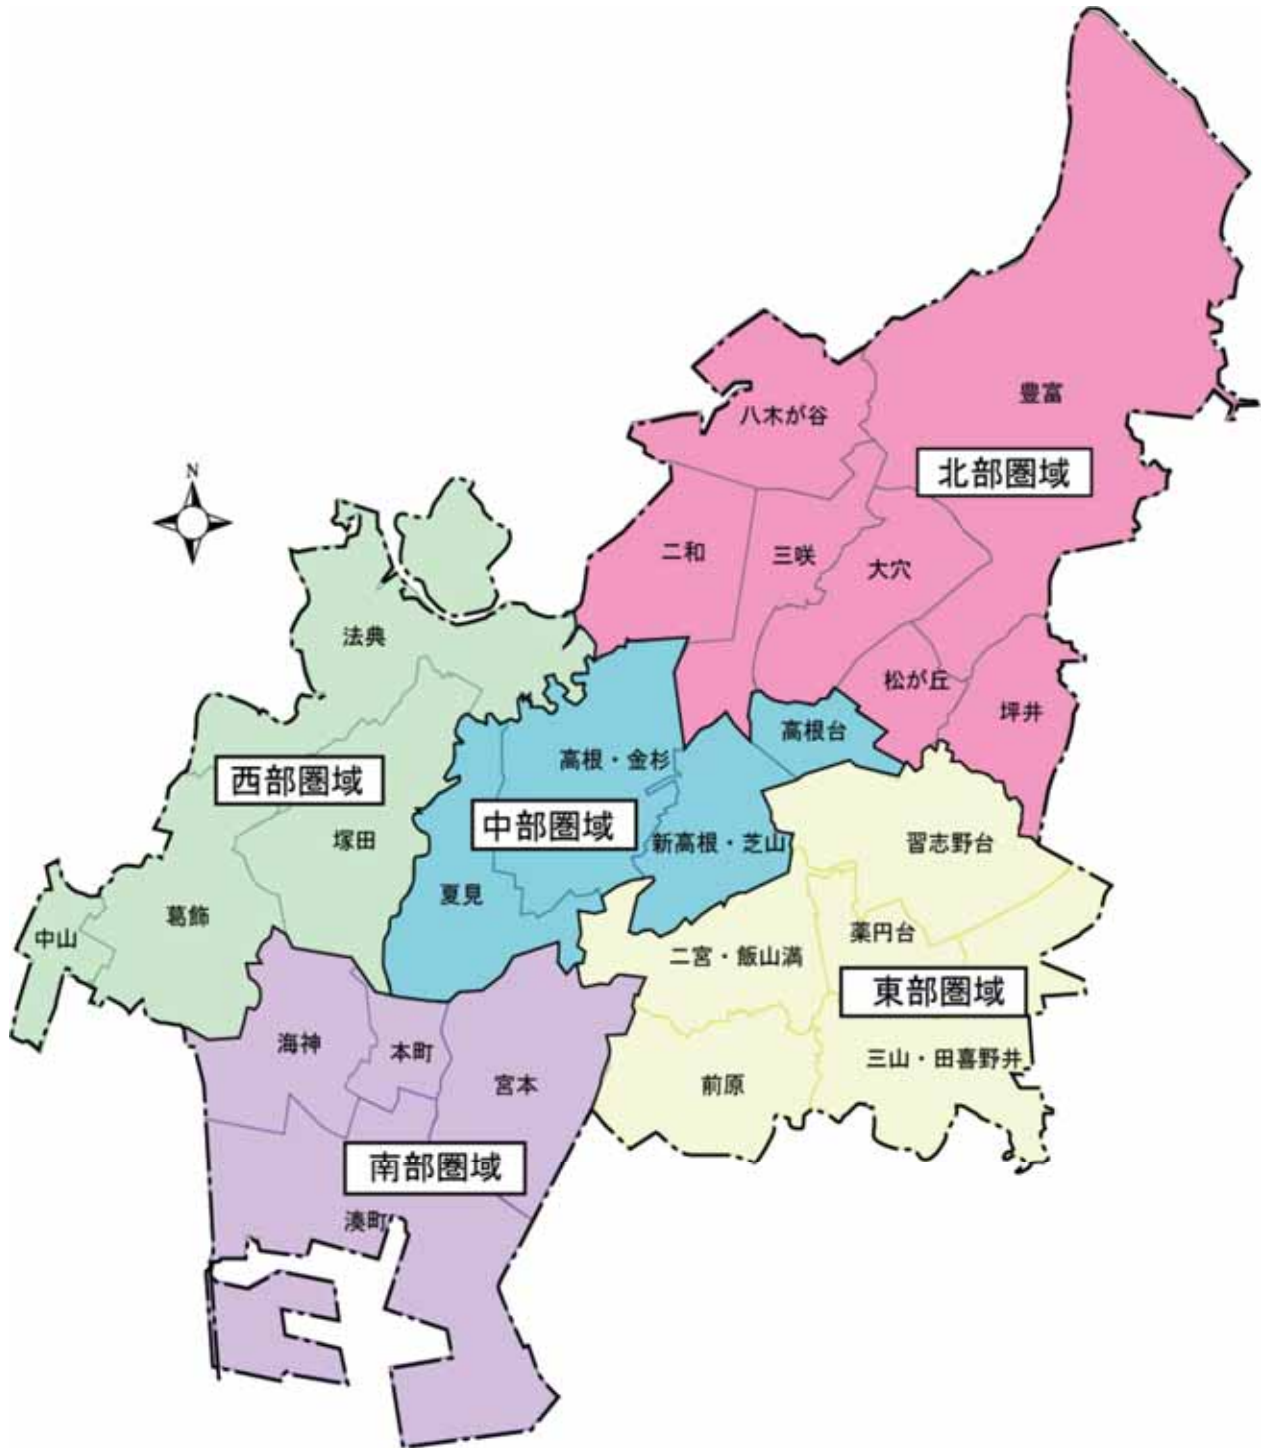 豊富
八木が谷
北部圏域
N
二和
三咲
大穴
法典
松が丘
坪井
高根台
高根・金杉
西部圏域
中部圏域
塚田
新高根・芝山
習志野台
夏見
葛飾
中山
薬円台
二宮・飯山満
東部圏域
海神
本町
三山・田喜野井
宮本
前原
南部圏域
湊町